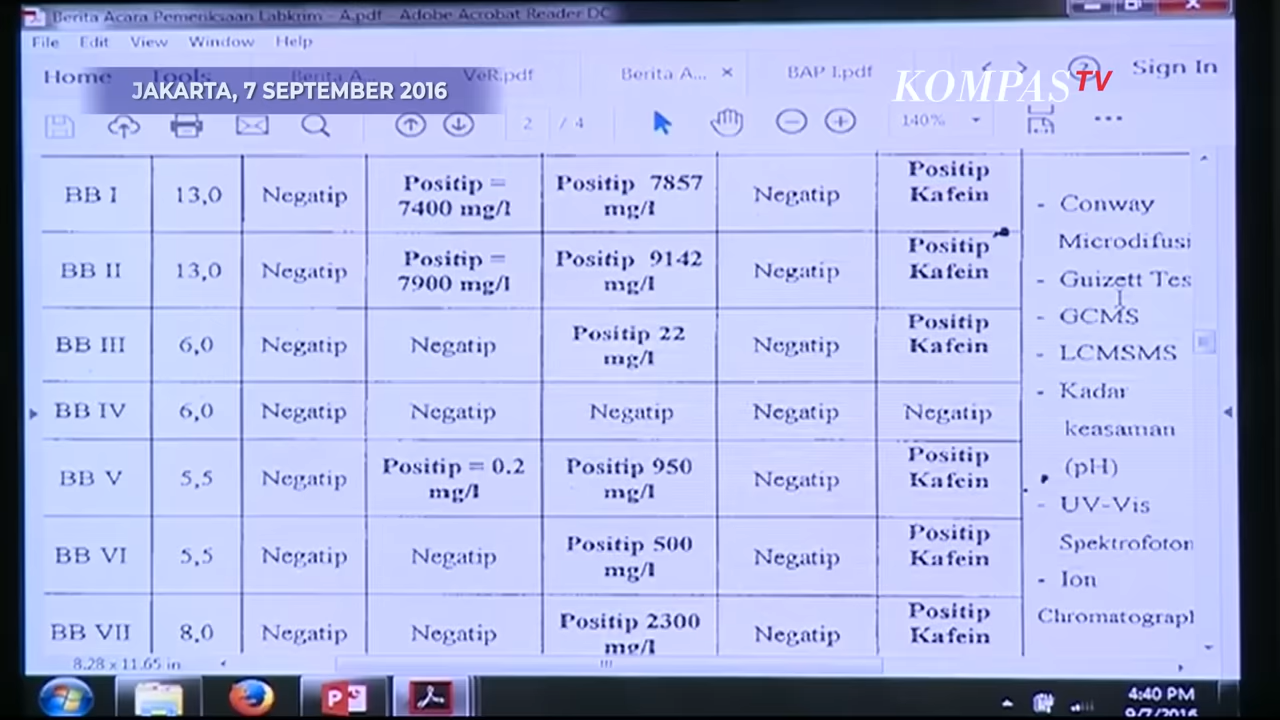 Berita Acara Pemeriksaan Labkrim - A.pdf - Adobe Acrobat Reader DC
File Edit View Window Help
Home Tools Berita A... VeR.pdf Berita A... × BAP I.pdf ? Sign In
JAKARTA, 7 SEPTEMBER 2016
KOMPAS TV
2 / 4 140%
BB I 13,0 Negatip Positip = 7400 mg/l Positip 7857 mg/l Negatip Positip Kafein
BB II 13,0 Negatip Positip = 7900 mg/l Positip 9142 mg/l Negatip Positip Kafein
BB III 6,0 Negatip Negatip Positip 22 mg/l Negatip Positip Kafein
BB IV 6,0 Negatip Negatip Negatip Negatip Negatip
BB V 5,5 Negatip Positip = 0.2 mg/l Positip 950 mg/l Negatip Positip Kafein
BB VI 5,5 Negatip Negatip Positip 500 mg/l Negatip Positip Kafein
BB VII 8,0 Negatip Negatip Positip 2300 mg/l Negatip Positip Kafein
- Conway
Microdifusi
- Guizett Tes
- GCMS
- LCMSMS
- Kadar
keasaman
(pH)
- UV-Vis
Spektrofoton
- Ion
Chromatograpl
8.28 x 11.65 in
4:40 PM
9/7/2016